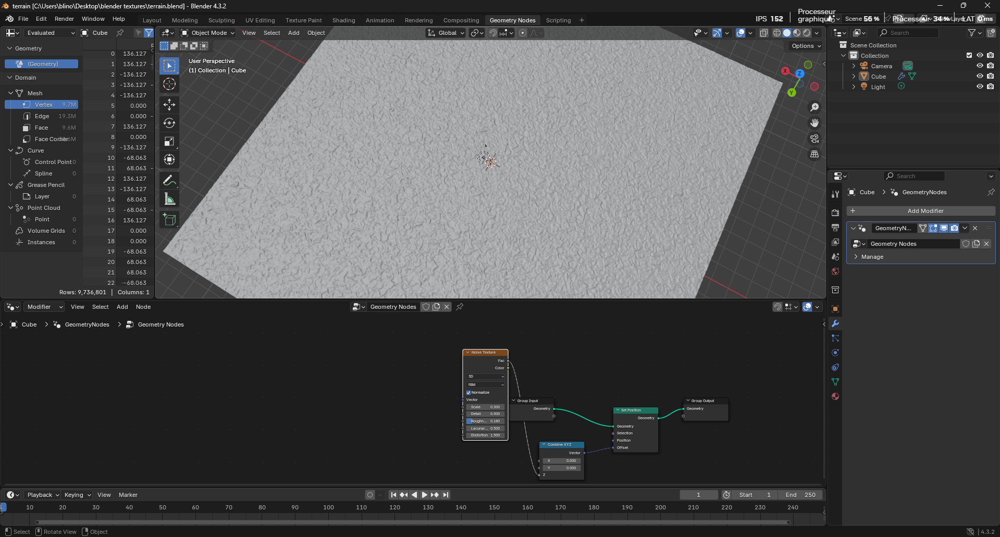 terrain [C:\Users\blino\Desktop\blender textures\terrain.blend] - Blender 4.3.2
File Edit Render Window Help
Layout Modeling Sculpting UV Editing Texture Paint Shading Animation Rendering Compositing Geometry Nodes Scripting +
IPS 152
Processeur graphique 56 %
Processeur 34 %
LAT 0 ms
Scene
Evaluated Cube
Geometry
(Geometry)
Domain
Mesh
Vertex 9.7M
Edge 19.3M
Face 9.6M
Face Corner
Curve
Control Point 0
Spline 0
Grease Pencil
Layer 0
Point Cloud
Point 0
Volume Grids 0
Instances 0
0 136.127
1 136.127 -
2 -136.127
3 -136.127 -
4 -136.127
5 0.000
6 0.000 -
7 136.127
8 0.000
9 -136.127
10 -68.063
11 68.063 -
12 136.127
13 -136.127
14 68.063
15 -68.063 -
16 136.127
17 0.000
18 0.000
19 -68.063
20 68.063
21 68.063
22 -68.063
Rows: 9,736,801 | Columns: 1
Object Mode View Select Add Object
Global
Options
User Perspective
(1) Collection | Cube
X
Z
Y
Search
Scene Collection
Collection
Camera
Cube
Light
Search
Cube > GeometryNodes
+ Add Modifier
GeometryN...
Geometry Nodes
Manage
Modifier View Select Add Node
Geometry Nodes
Cube > GeometryNodes > Geometry Nodes
Noise Texture
Fac
Color
3D
fBM
Normalize
Vector
Scale 0.300
Detail 0.500
Roughn... 0.180
Lacunar... 0.500
Distortion 1.500
Group Input
Geometry
Combine XYZ
Vector
X 0.000
Y 0.000
Z
Set Position
Geometry
Geometry
Selection
Position
Offset
Group Output
Geometry
Playback Keying View Marker
1
Start 1
End 250
1 10 20 30 40 50 60 70 80 90 100 110 120 130 140 150 160 170 180 190 200 210 220 230 240
Select Rotate View Object
4.3.2